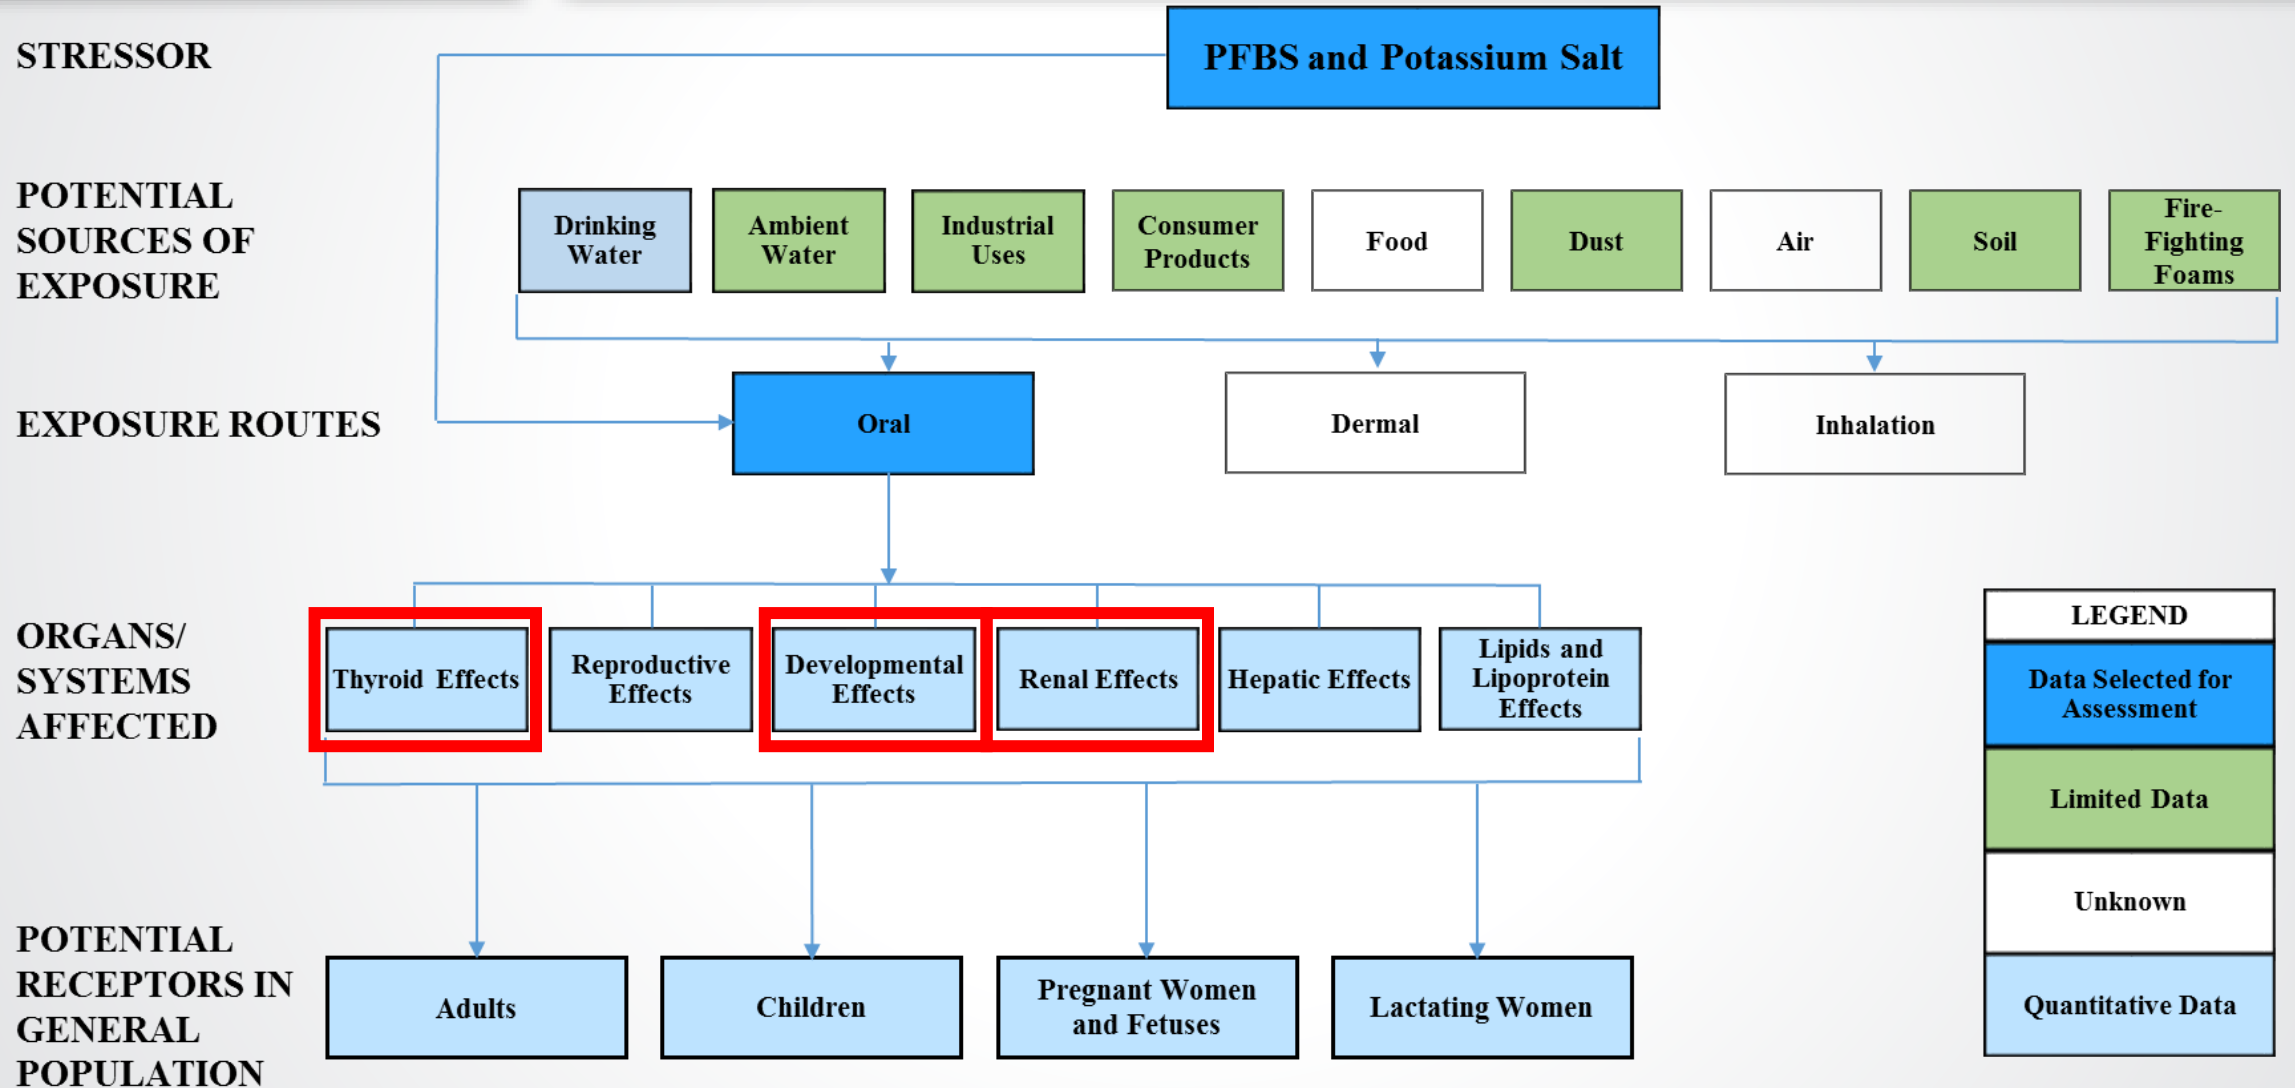 STRESSOR
PFBS and Potassium Salt
POTENTIAL
SOURCES OF
EXPOSURE
Drinking
Water
Ambient
Water
Industrial
Uses
Consumer
Products
Food
Dust
Air
Soil
Fire-
Fighting
Foams
EXPOSURE ROUTES
Oral
Dermal
Inhalation
ORGANS/
SYSTEMS
AFFECTED
Thyroid Effects
Reproductive
Effects
Developmental
Effects
Renal Effects
Hepatic Effects
Lipids and
Lipoprotein
Effects
POTENTIAL
RECEPTORS IN
GENERAL
POPULATION
Adults
Children
Pregnant Women
and Fetuses
Lactating Women
LEGEND
Data Selected for
Assessment
Limited Data
Unknown
Quantitative Data